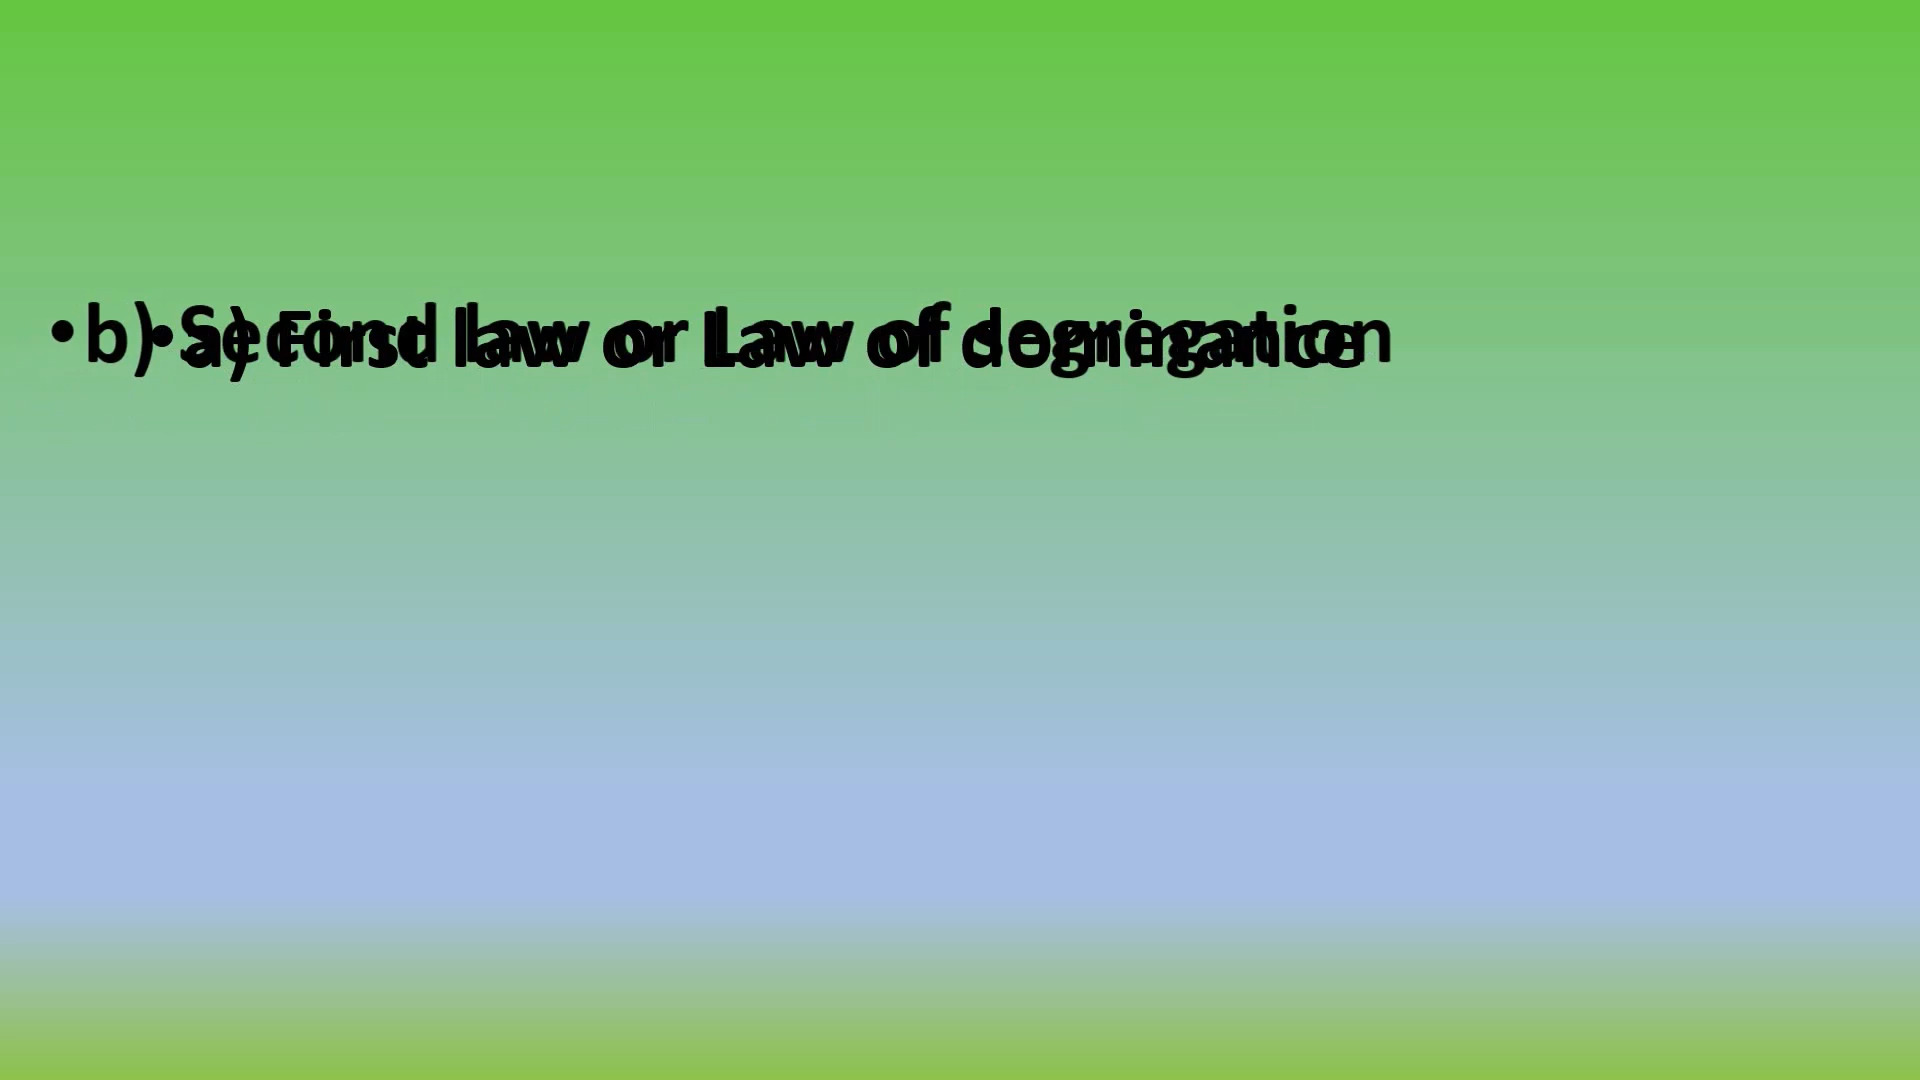 • a) First law or Law of dominance
• b) Second law or Law of segregation